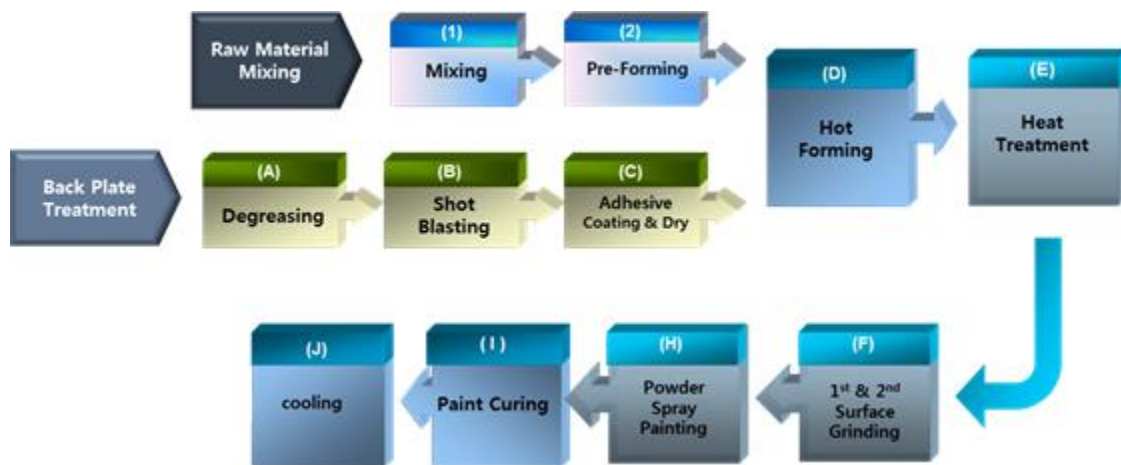 Raw Material
Mixing
(1)
Mixing
(2)
Pre-Forming
(D)
Hot
Forming
(E)
Heat
Treatment
Back Plate
Treatment
(A)
Degreasing
(B)
Shot
Blasting
(C)
Adhesive
Coating & Dry
(J)
cooling
(I)
Paint Curing
(H)
Powder
Spray
Painting
(F)
1st & 2nd
Surface
Grinding